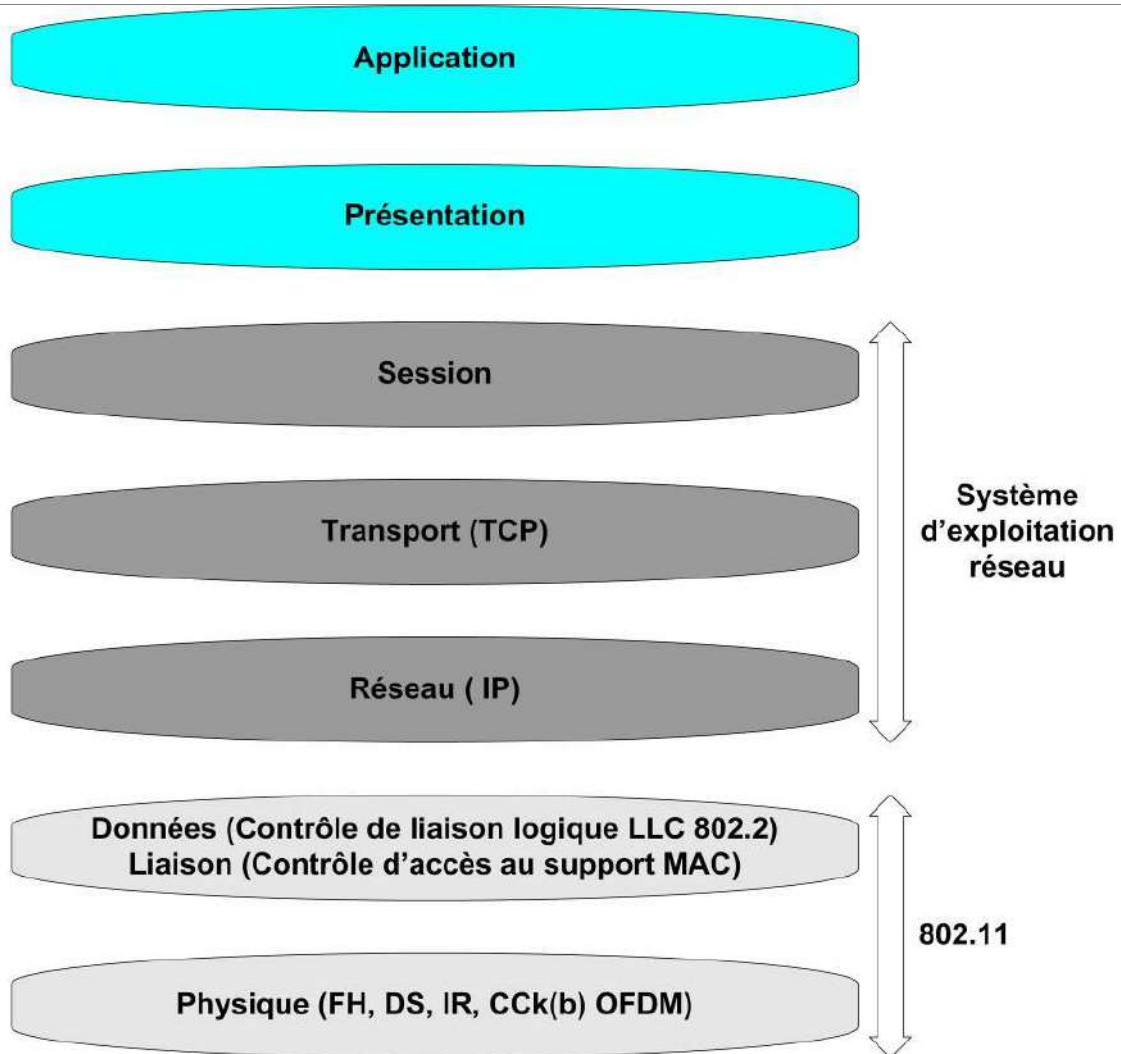 Application
Présentation
Session
Transport (TCP)
Réseau ( IP)
Système
d'exploitation
réseau
Données (Contrôle de liaison logique LLC 802.2)
Liaison (Contrôle d'accès au support MAC)
802.11
Physique (FH, DS, IR, CCk(b) OFDM)